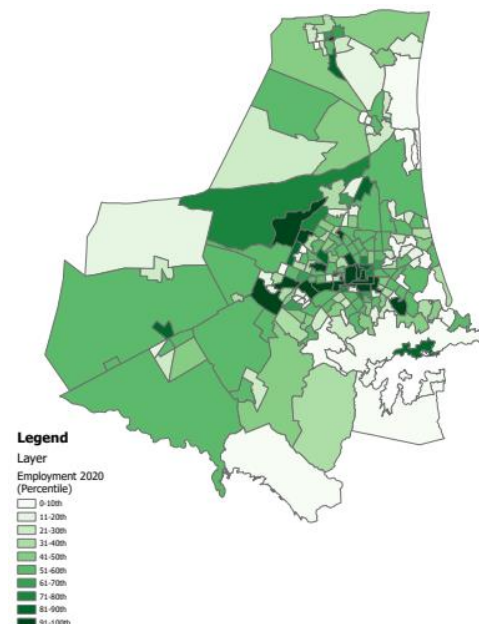 Legend
Layer
Employment 2020
(Percentile)
0-10th
11-20th
21-30th
31-40th
41-50th
51-60th
61-70th
71-80th
81-90th
91-100th